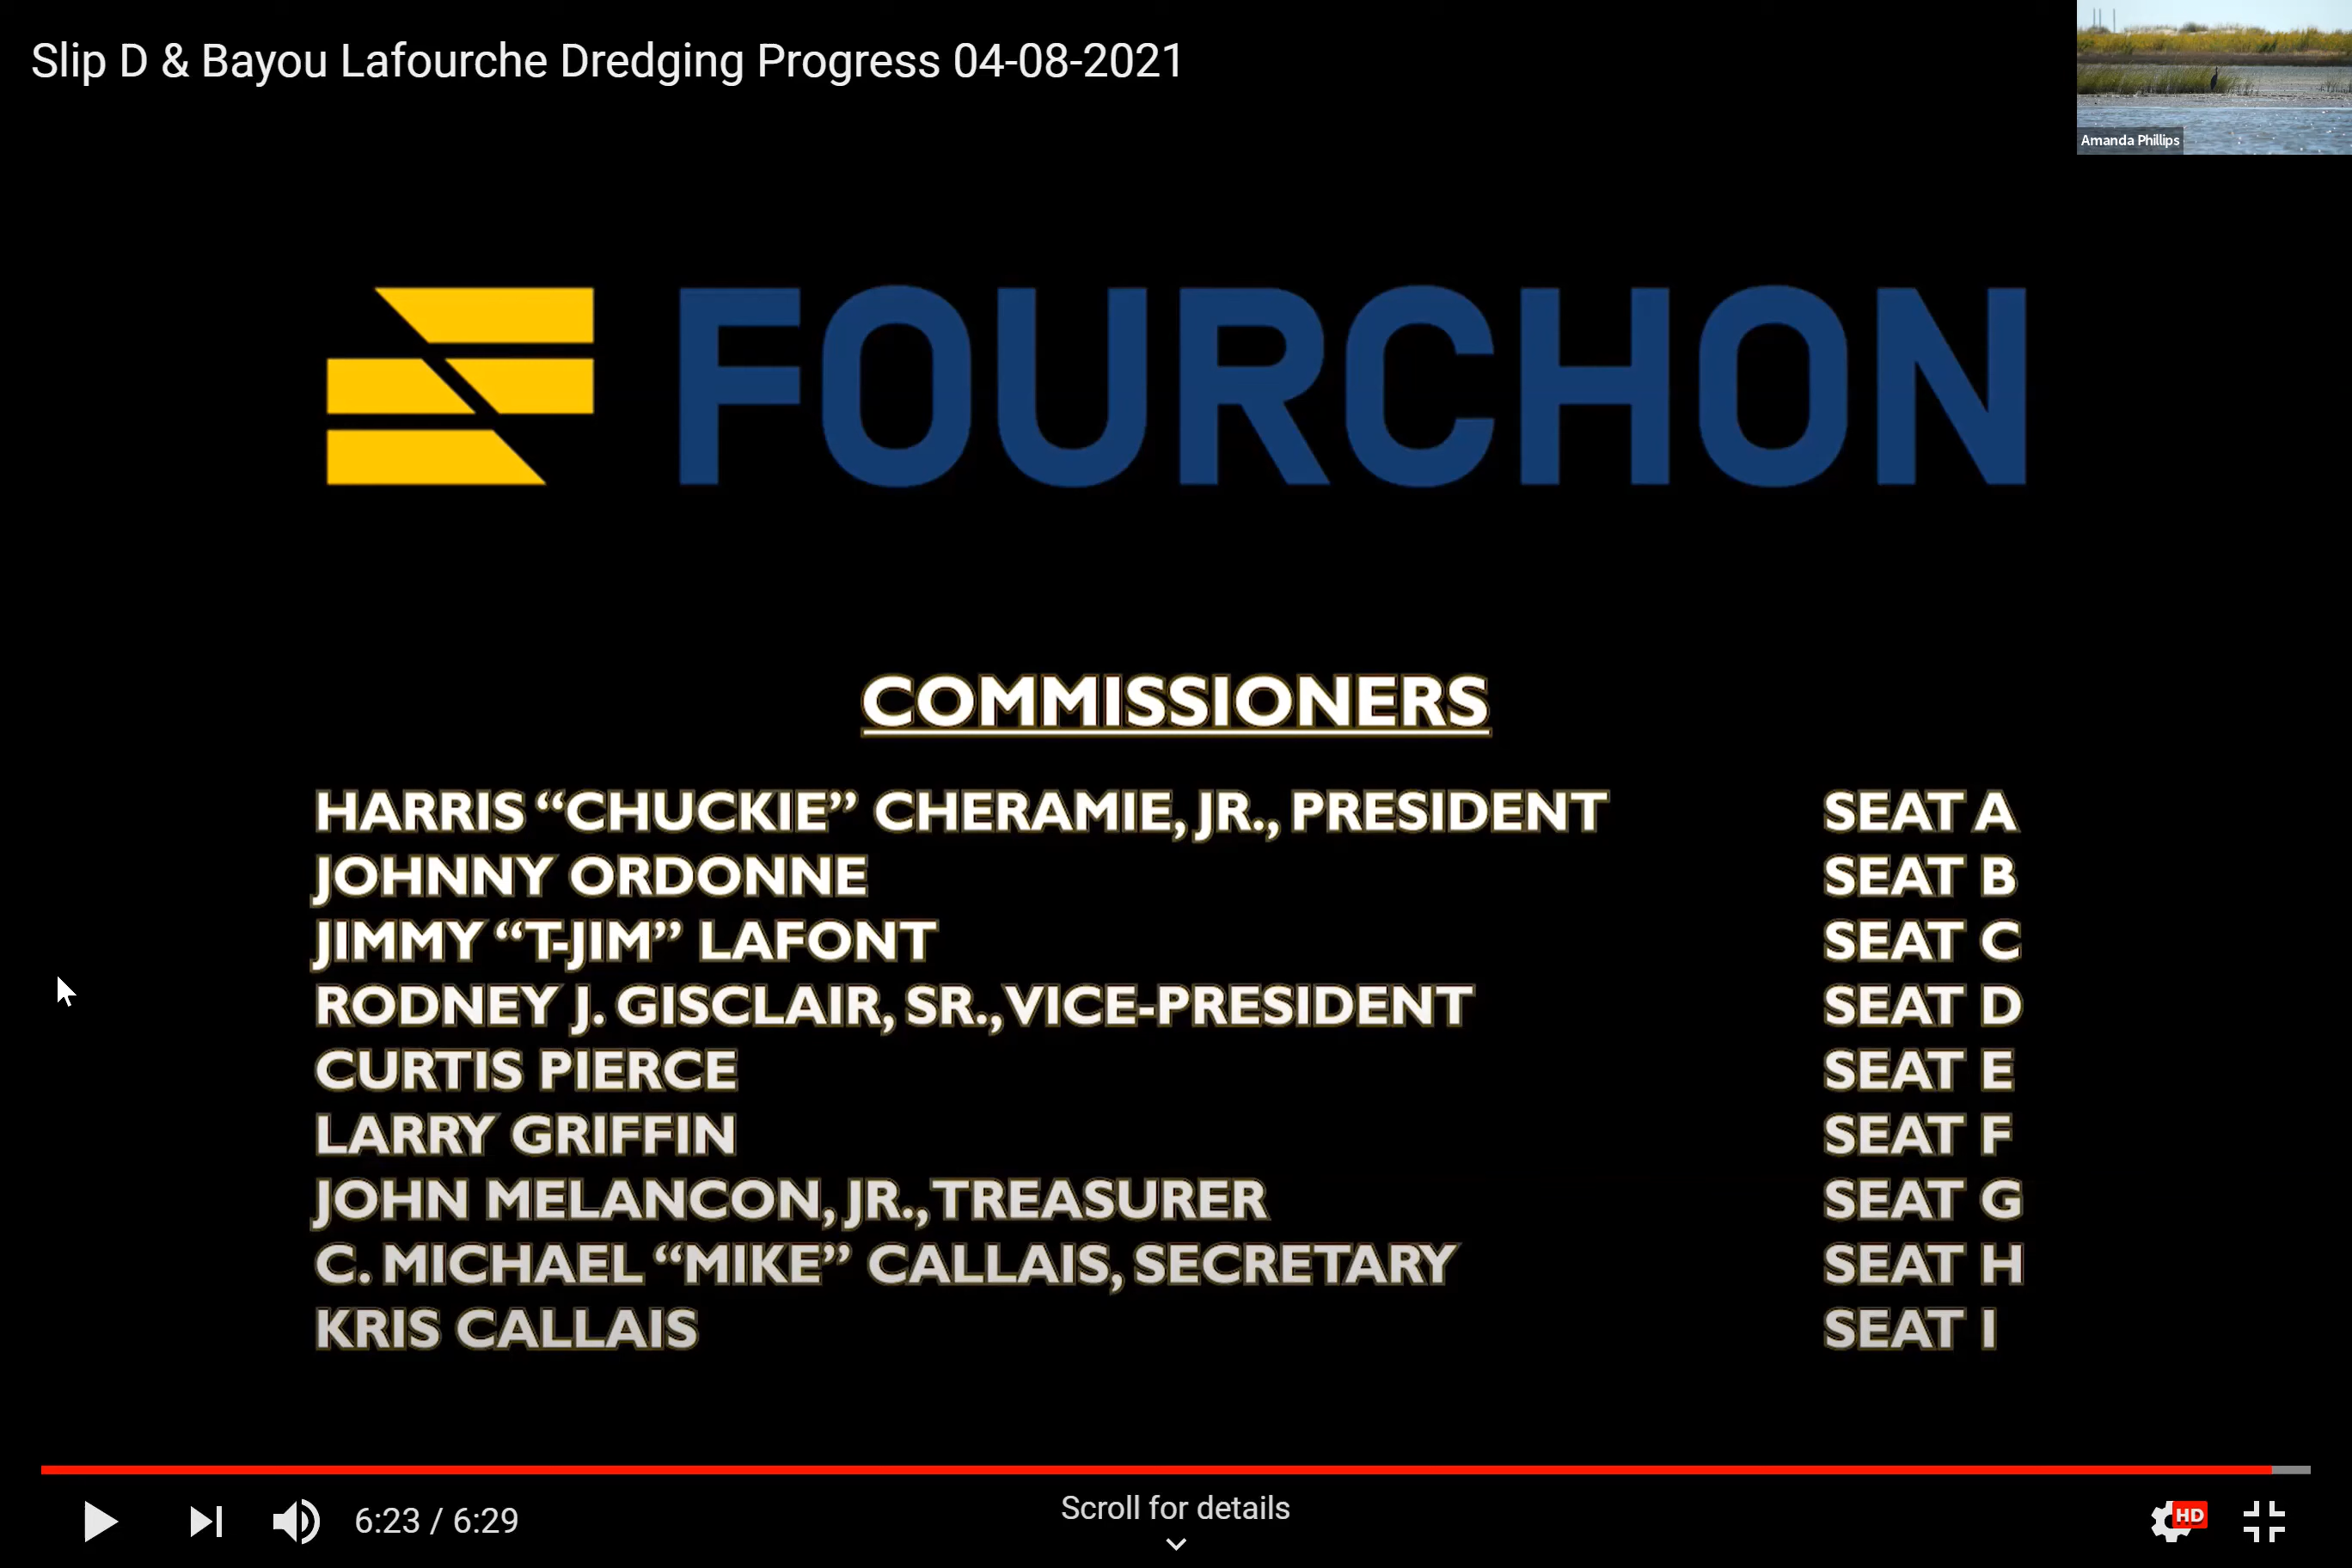 Slip D & Bayou Lafourche Dredging Progress 04-08-2021
Amanda Phillips
FOURCHON
COMMISSIONERS
HARRIS “CHUCKIE” CHERAMIE, JR., PRESIDENT SEAT A
JOHNNY ORDONNE SEAT B
JIMMY “T-JIM” LAFONT SEAT C
RODNEY J. GISCLAIR, SR., VICE-PRESIDENT SEAT D
CURTIS PIERCE SEAT E
LARRY GRIFFIN SEAT F
JOHN MELANCON, JR., TREASURER SEAT G
C. MICHAEL “MIKE” CALLAIS, SECRETARY SEAT H
KRIS CALLAIS SEAT I
6:23 / 6:29
Scroll for details
HD